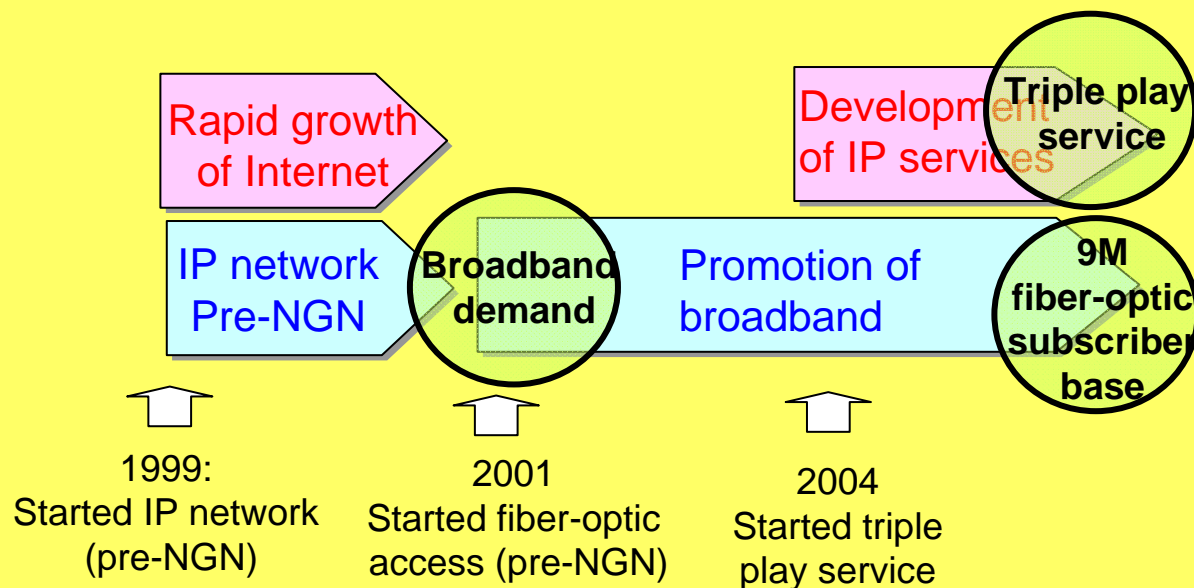 Rapid growth
of Internet
Development
of IP services
Triple play
service
IP network
Pre-NGN
Broadband
demand
Promotion of
broadband
9M
fiber-optic
subscriber
base
1999:
Started IP network
(pre-NGN)
2001
Started fiber-optic
access (pre-NGN)
2004
Started triple
play service